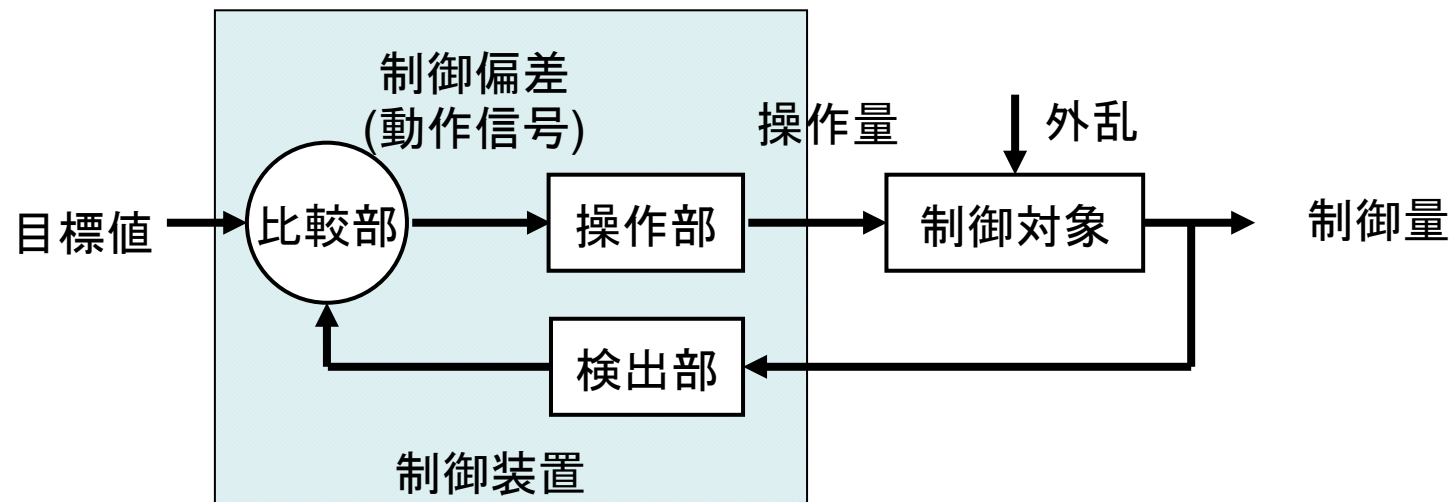 制御偏差
(動作信号)
操作量
外乱
目標値
比較部
操作部
制御対象
制御量
検出部
制御装置